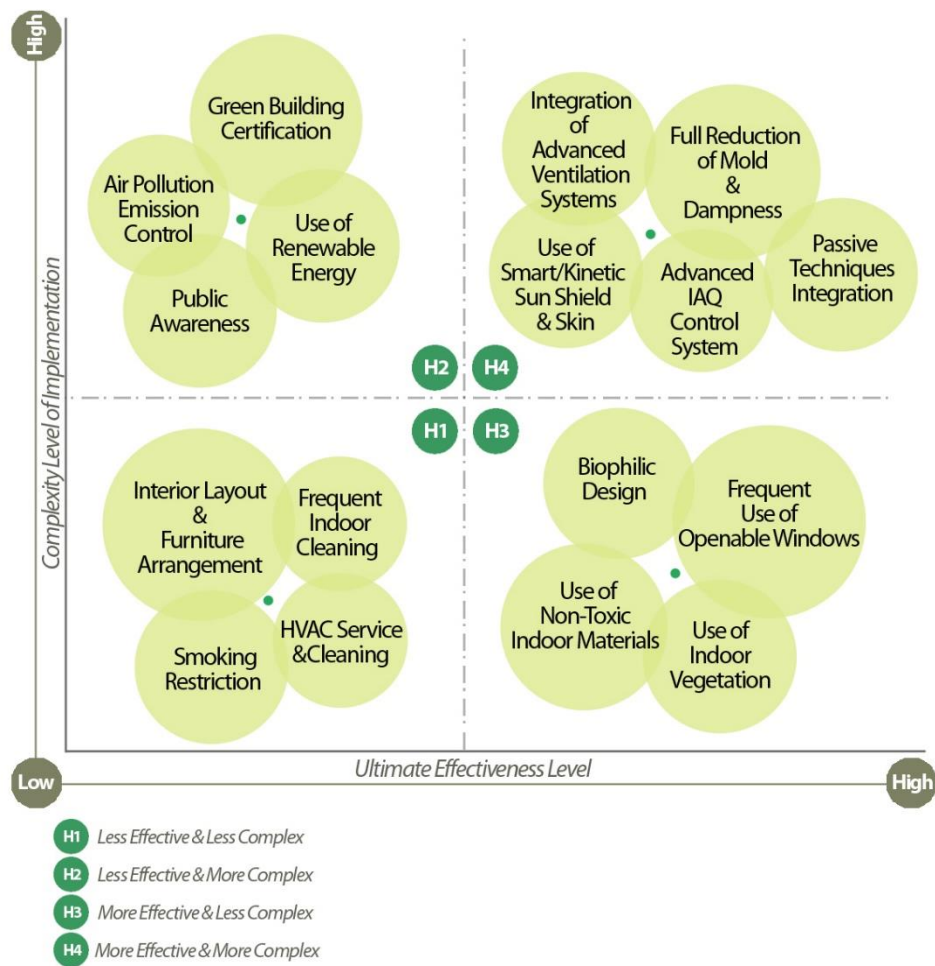 High
Complexity Level of Implementation
Green Building
Certification
Air Pollution
Emission
Control
Use of
Renewable
Energy
Public
Awareness
Integration
of
Advanced
Ventilation
Systems
Full Reduction
of Mold
&
Dampness
Use of
Smart/Kinetic
Sun Shield
& Skin
Advanced
IAQ
Control
System
Passive
Techniques
Integration
H2
H4
H1
H3
Interior Layout
&
Furniture
Arrangement
Frequent
Indoor
Cleaning
Smoking
Restriction
HVAC Service
&Cleaning
Biophilic
Design
Frequent
Use of
Openable Windows
Use of
Non-Toxic
Indoor Materials
Use of
Indoor
Vegetation
Low
Ultimate Effectiveness Level
High
H1 Less Effective & Less Complex
H2 Less Effective & More Complex
H3 More Effective & Less Complex
H4 More Effective & More Complex